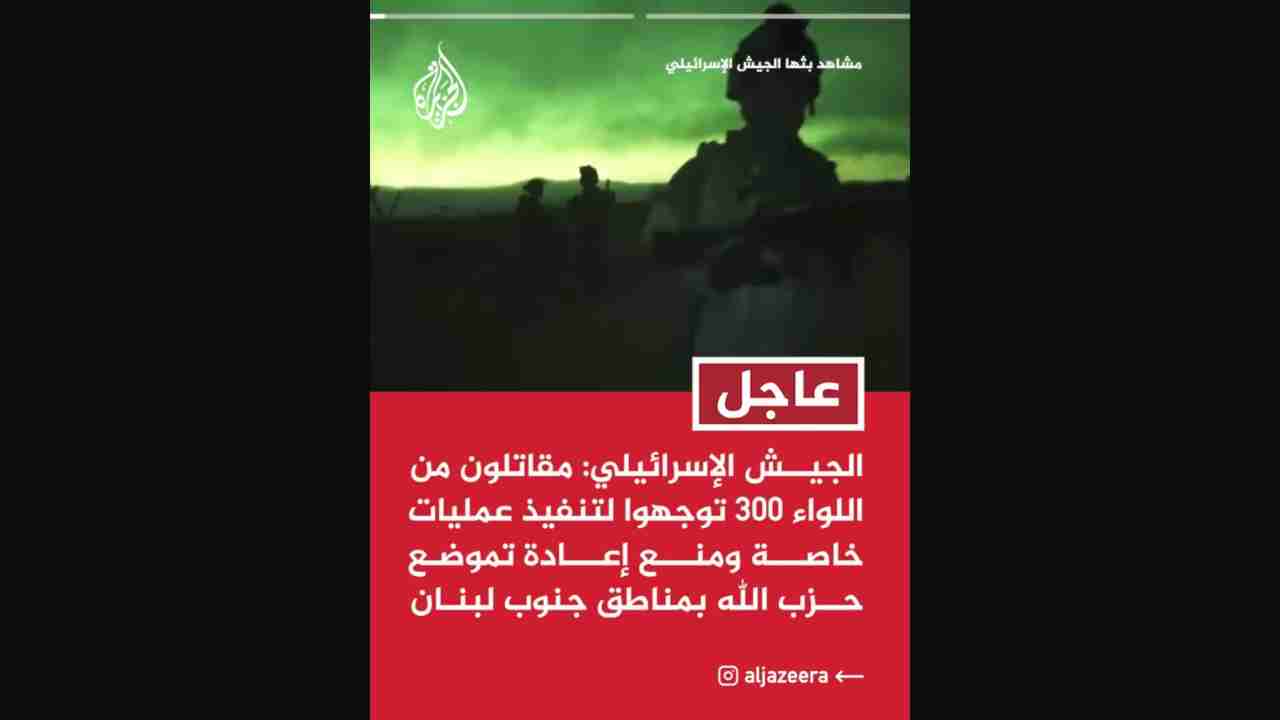 مشاهد بثها الجيش الإسرائيلي
الجزيرة
عاجل
الجيش الإسرائيلي: مقاتلون من
اللواء 300 توجهوا لتنفيذ عمليات
خاصة ومنع إعادة تموضع
حزب الله بمناطق جنوب لبنان
aljazeera